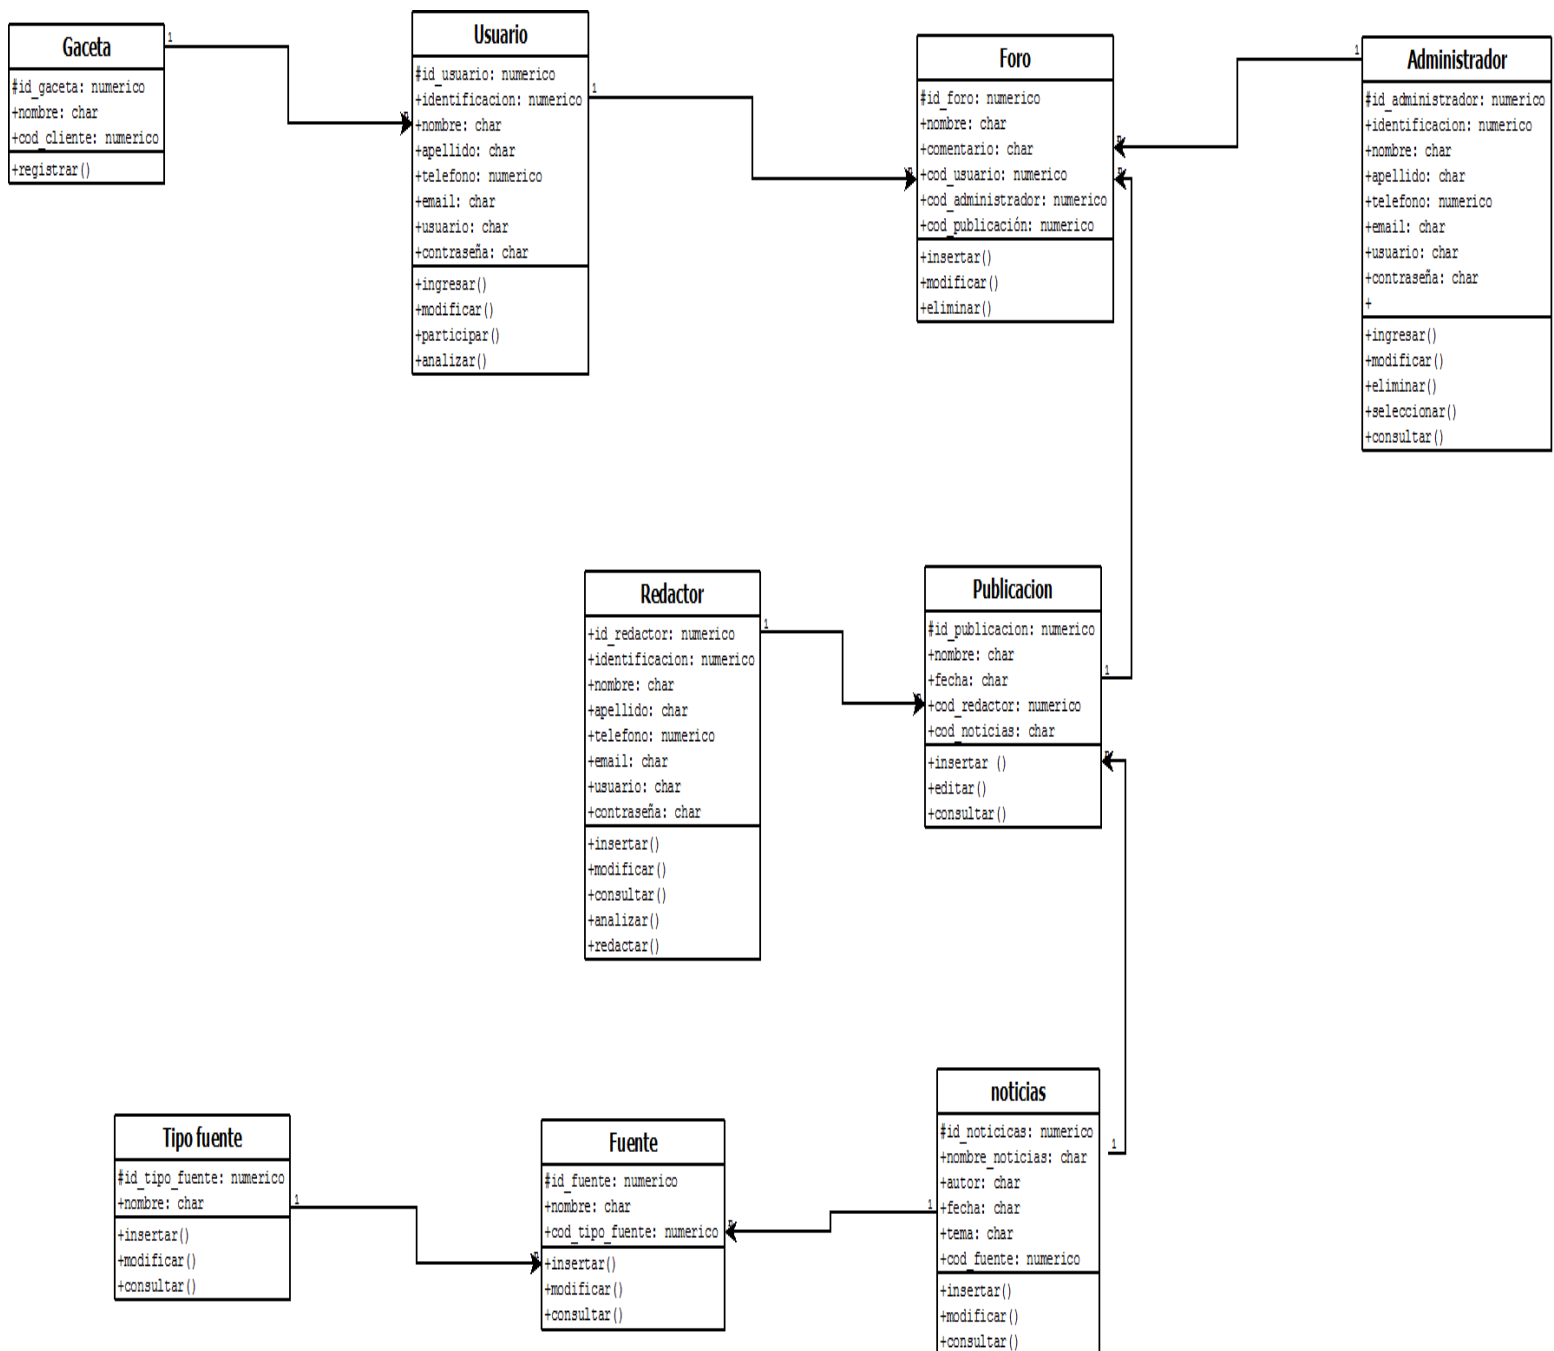 Gaceta
#id_gaceta: numerico
+nombre: char
+cod_cliente: numerico
+registrar()
1
n
Usuario
#id_usuario: numerico
+identificacion: numerico
+nombre: char
+apellido: char
+telefono: numerico
+email: char
+usuario: char
+contraseña: char
+ingresar()
+modificar()
+participar()
+analizar()
1
n
Foro
#id_foro: numerico
+nombre: char
+comentario: char
+cod_usuario: numerico
+cod_administrador: numerico
+cod_publicación: numerico
+insertar()
+modificar()
+eliminar()
n
n
1
Administrador
#id_administrador: numerico
+identificacion: numerico
+nombre: char
+apellido: char
+telefono: numerico
+email: char
+usuario: char
+contraseña: char
+
+ingresar()
+modificar()
+eliminar()
+seleccionar()
+consultar()
Redactor
+id_redactor: numerico
+identificacion: numerico
+nombre: char
+apellido: char
+telefono: numerico
+email: char
+usuario: char
+contraseña: char
+insertar()
+modificar()
+consultar()
+analizar()
+redactar()
1
n
Publicacion
#id_publicacion: numerico
+nombre: char
+fecha: char
+cod_redactor: numerico
+cod_noticias: char
+insertar ()
+editar()
+consultar()
1
n
Tipo fuente
#id_tipo_fuente: numerico
+nombre: char
+insertar()
+modificar()
+consultar()
1
n
Fuente
#id_fuente: numerico
+nombre: char
+cod_tipo_fuente: numerico
+insertar()
+modificar()
+consultar()
n
1
noticias
#id_noticicas: numerico
+nombre_noticias: char
+autor: char
+fecha: char
+tema: char
+cod_fuente: numerico
+insertar()
+modificar()
+consultar()
1